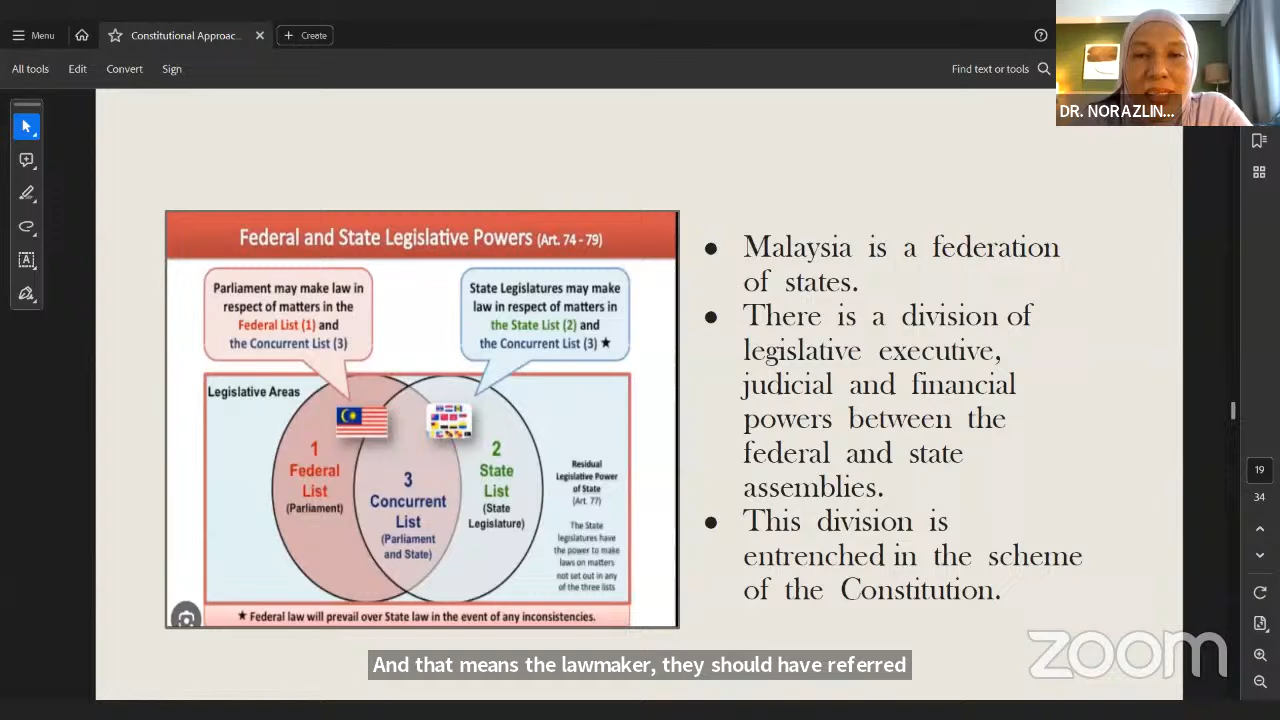 Menu
Constitutional Approac...
Create
All tools
Edit
Convert
Sign
Find text or tools
DR. NORAZLIN...
Federal and State Legislative Powers (Art. 74 - 79)
Parliament may make law in
respect of matters in the
Federal List (1) and
the Concurrent List (3)
State Legislatures may make
law in respect of matters in
the State List (2) and
the Concurrent List (3) ★
Legislative Areas
1
Federal
List
(Parliament)
3
Concurrent
List
(Parliament
and State)
2
State
List
(State
Legislature)
Residual
Legislative Power
of State
(Art. 77)
The State
legislatures have
the power to make
laws on matters
not set out in any
of the three lists
★ Federal law will prevail over State law in the event of any inconsistencies.
● Malaysia is a federation
of states.
● There is a division of
legislative executive,
judicial and financial
powers between the
federal and state
assemblies.
● This division is
entrenched in the scheme
of the Constitution.
19
34
And that means the lawmaker, they should have referred
zoom